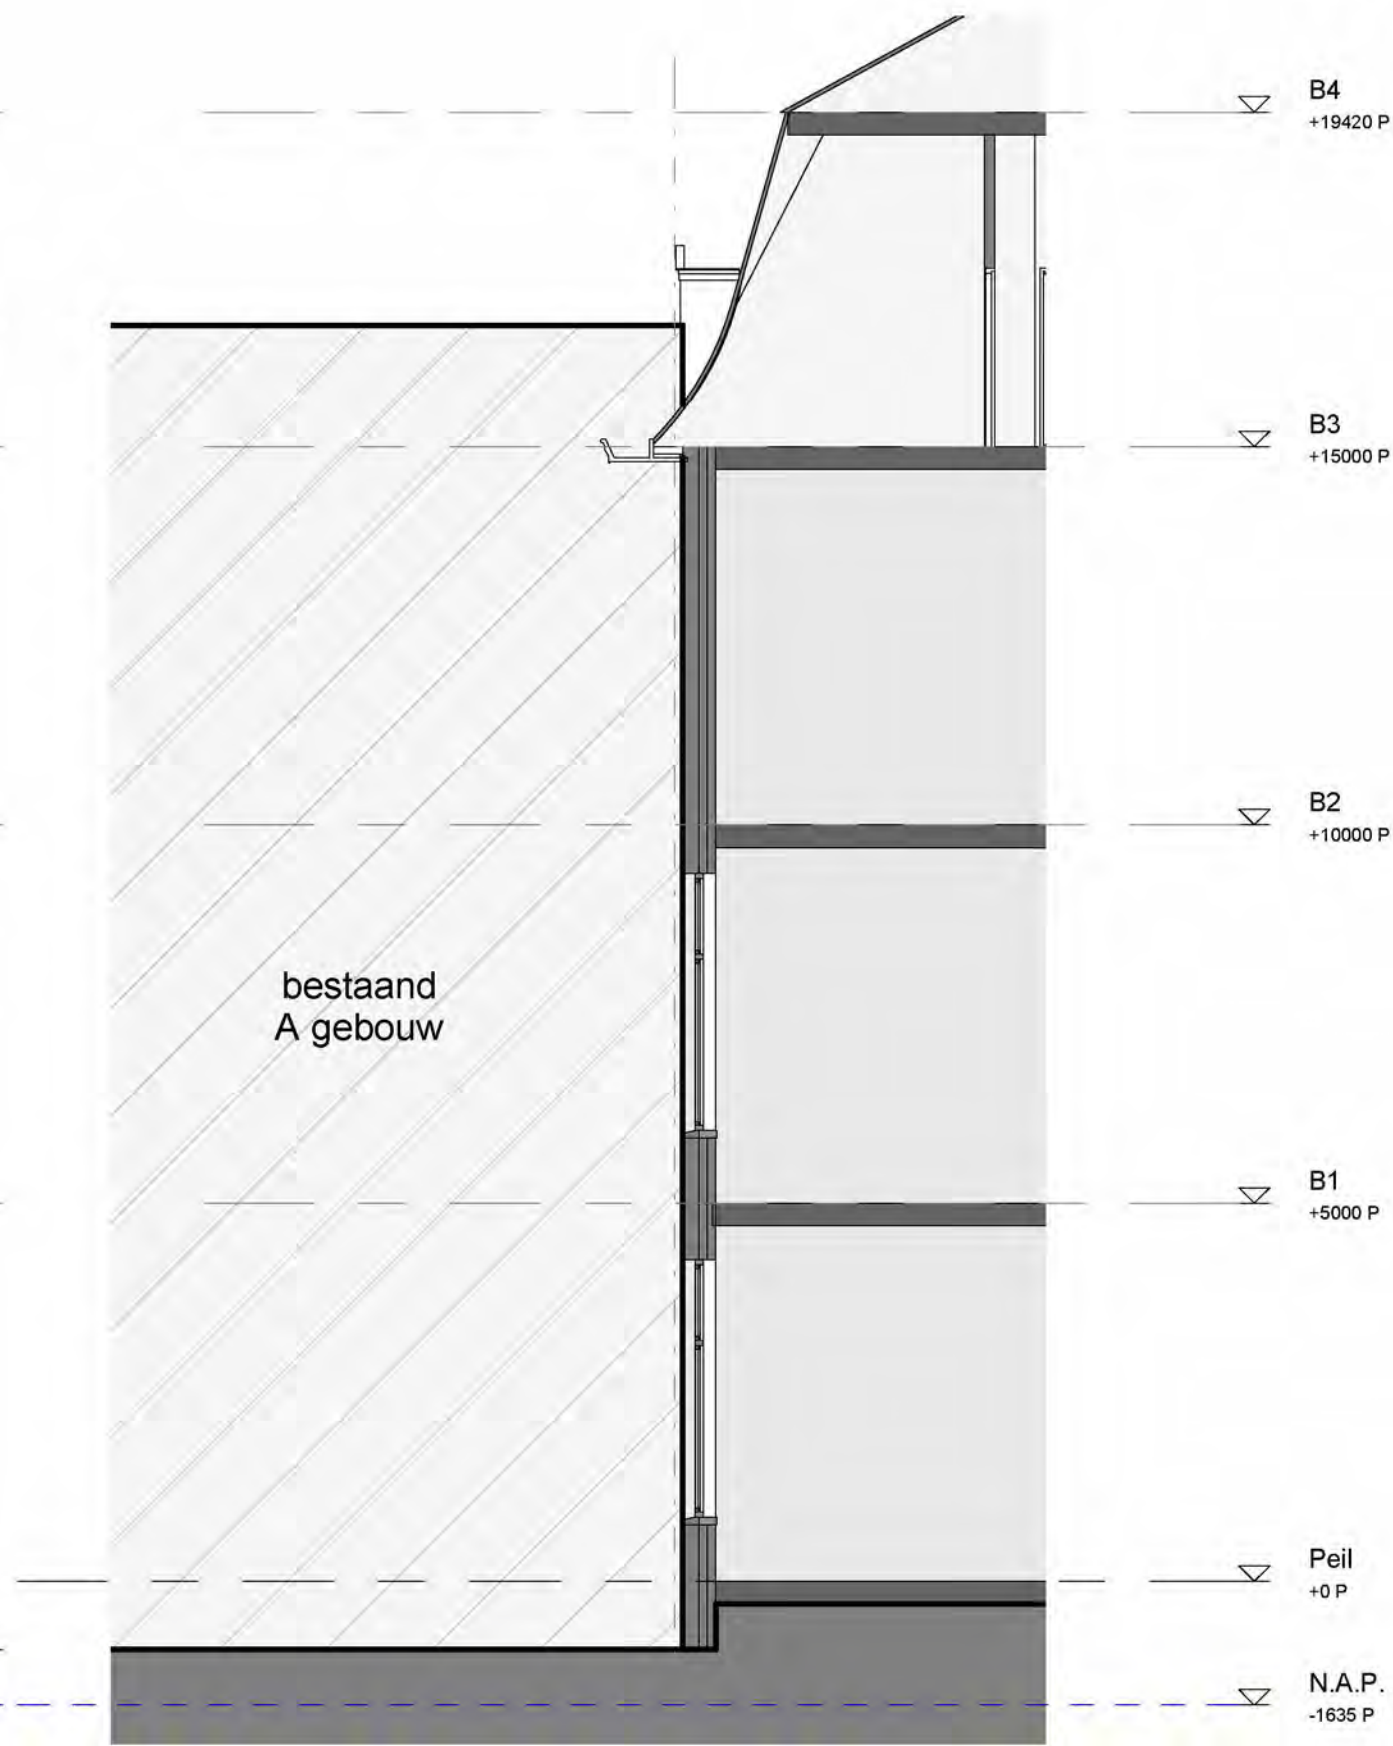 B4
+19420 P
B3
+15000 P
B2
+10000 P
bestaand
A gebouw
B1
+5000 P
Peil
+0 P
N.A.P.
-1635 P